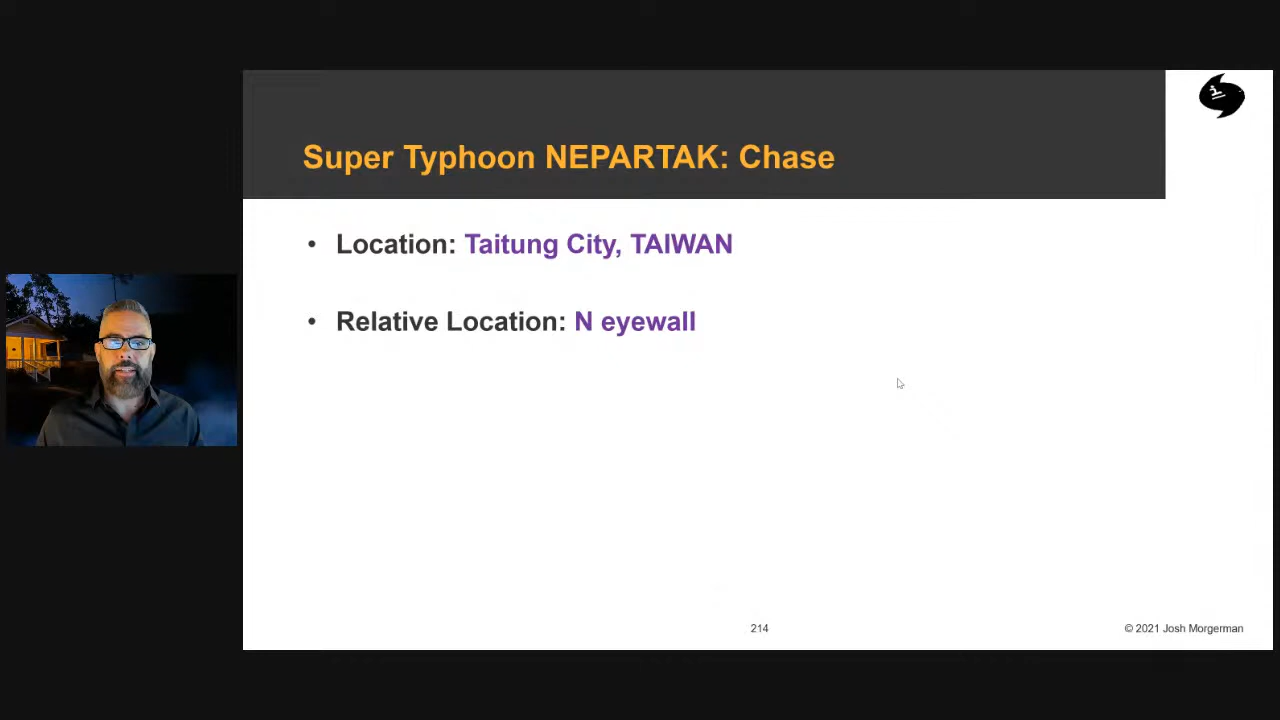 Super Typhoon NEPARTAK: Chase
• Location: Taitung City, TAIWAN
• Relative Location: N eyewall
214
© 2021 Josh Morgerman